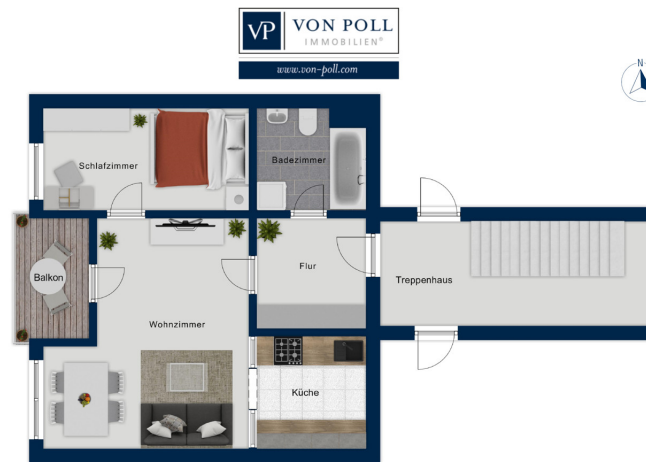 VP VON POLL
IMMOBILIEN®
www.von-poll.com
N
Schlafzimmer
Badezimmer
Balkon
Flur
Treppenhaus
Wohnzimmer
Küche